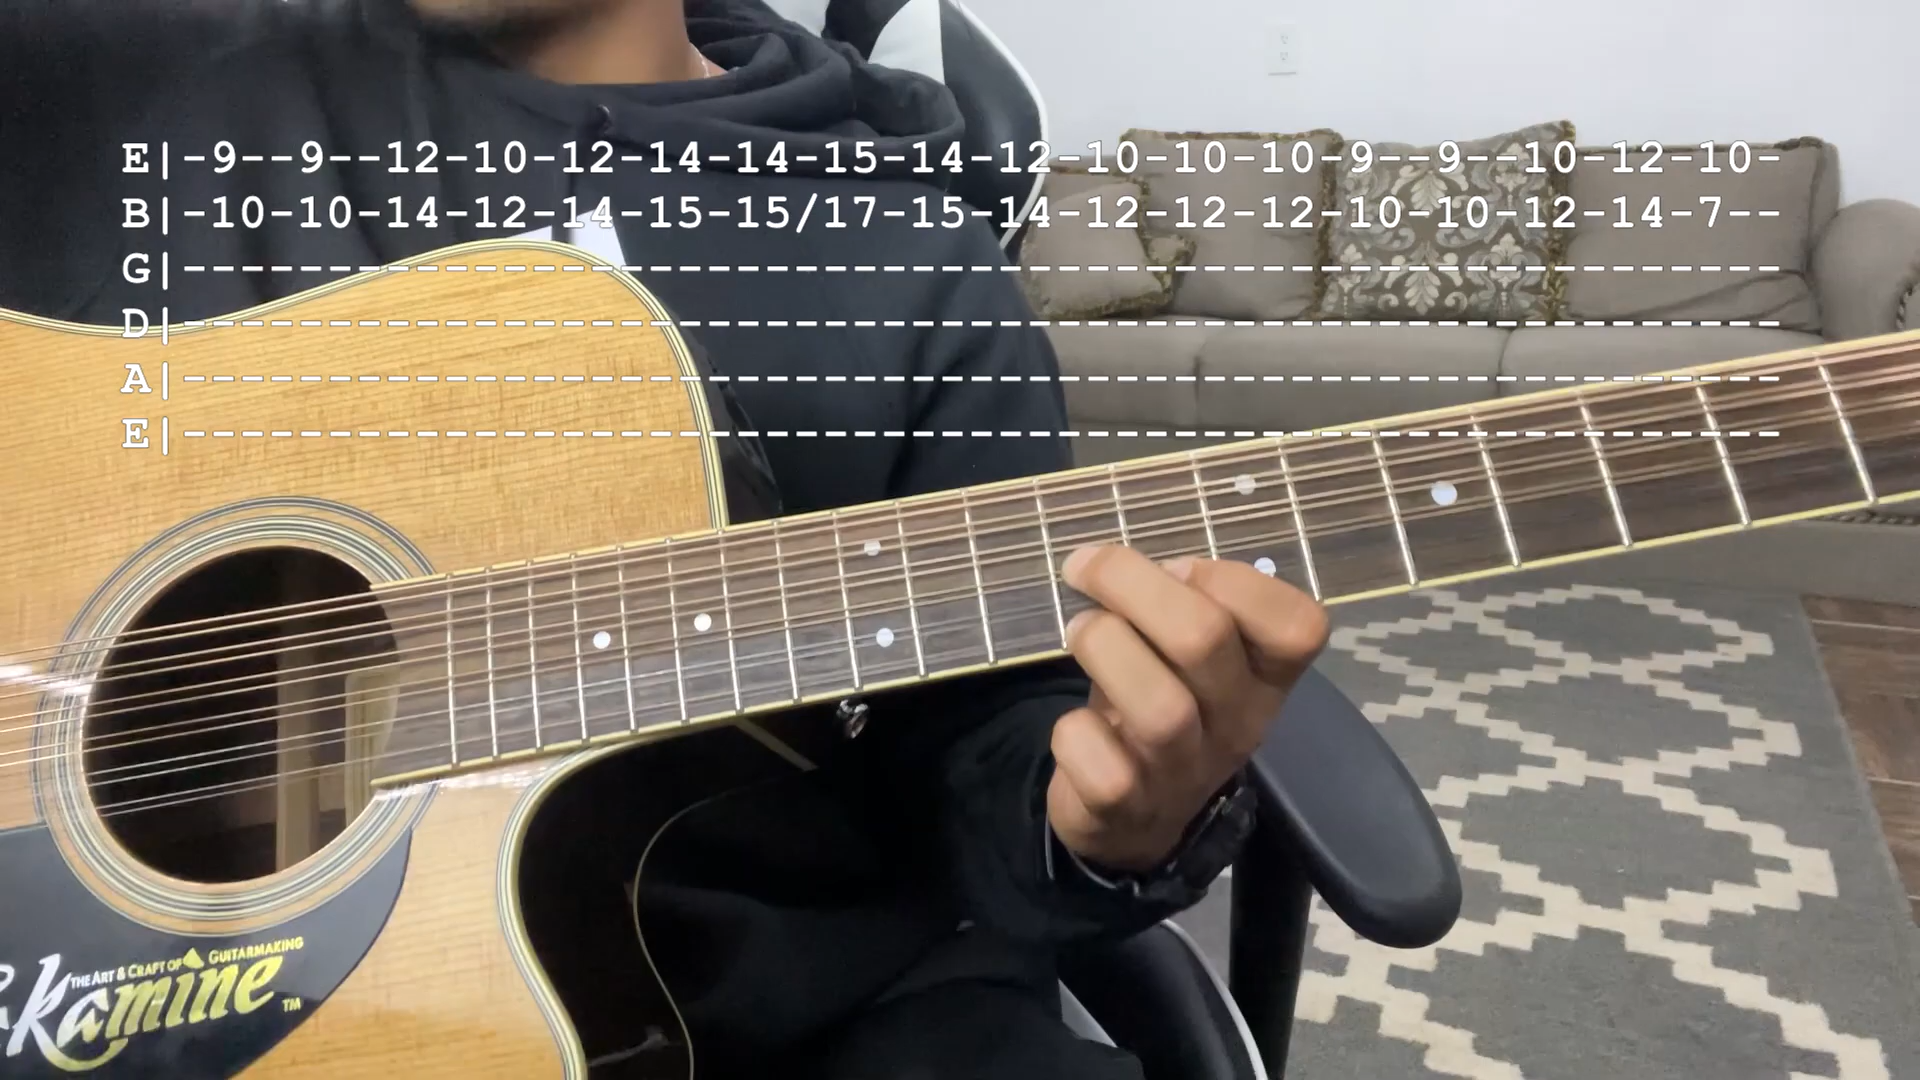 E|-9--9--12-10-12-14-14-15-14-12-10-10-10-9--9--10-12-10-
B|-10-10-14-12-14-15-15/17-15-14-12-12-12-10-10-12-14-7--
G|-------------------------------------------------------
D|-------------------------------------------------------
A|-------------------------------------------------------
E|-------------------------------------------------------
THE ART & CRAFT OF GUITARMAKING
kamine ™